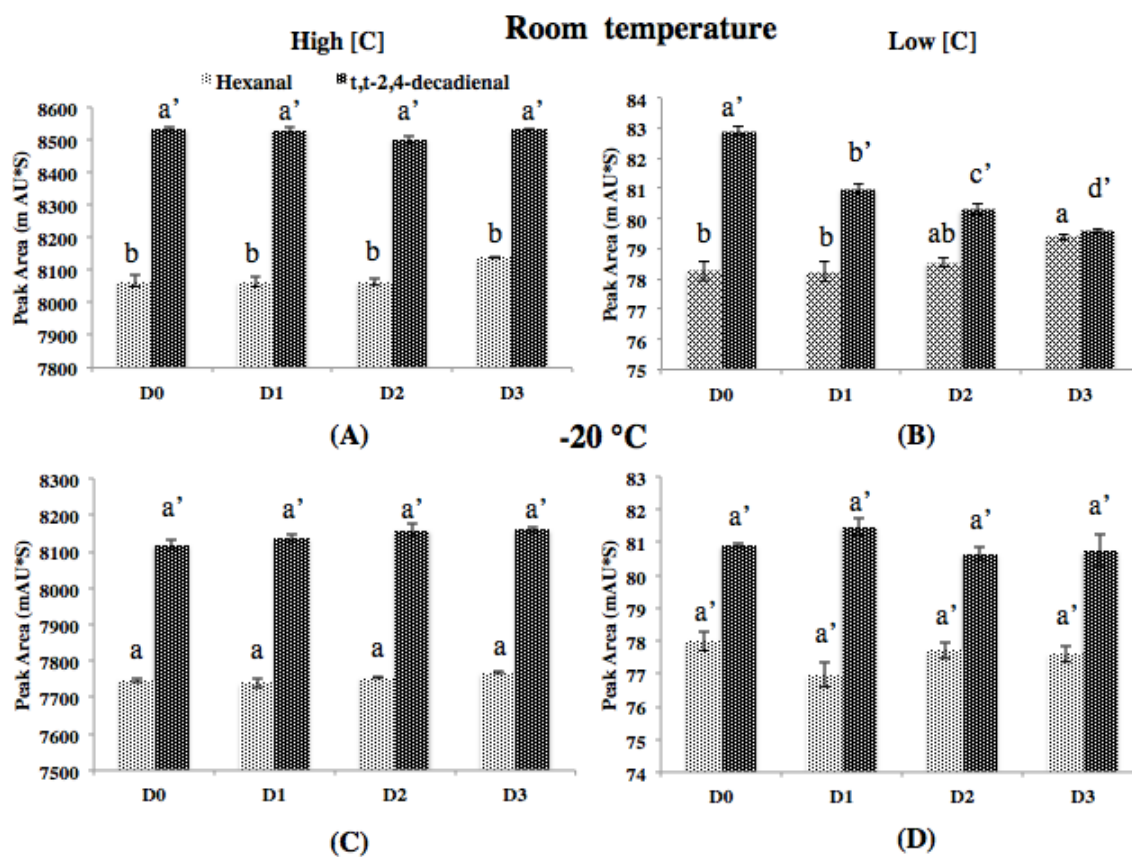 Room temperature
High [C]
Low [C]
Hexanal t,t-2,4-decadienal
Peak Area (m AU*S)
8600
8500
8400
8300
8200
8100
8000
7900
7800
b a’ b a’ b a’ b a’
D0 D1 D2 D3
(A)
Peak Area (m AU*S)
84
83
82
81
80
79
78
77
76
75
b a’ b b’ ab c’ a d’
D0 D1 D2 D3
(B)
-20 °C
Peak Area (mAU*S)
8300
8200
8100
8000
7900
7800
7700
7600
7500
a a’ a a’ a a’ a a’
D0 D1 D2 D3
(C)
Peak Area (mAU*S)
83
82
81
80
79
78
77
76
75
74
a’ a’ a’ a’ a’ a’ a’ a’
D0 D1 D2 D3
(D)